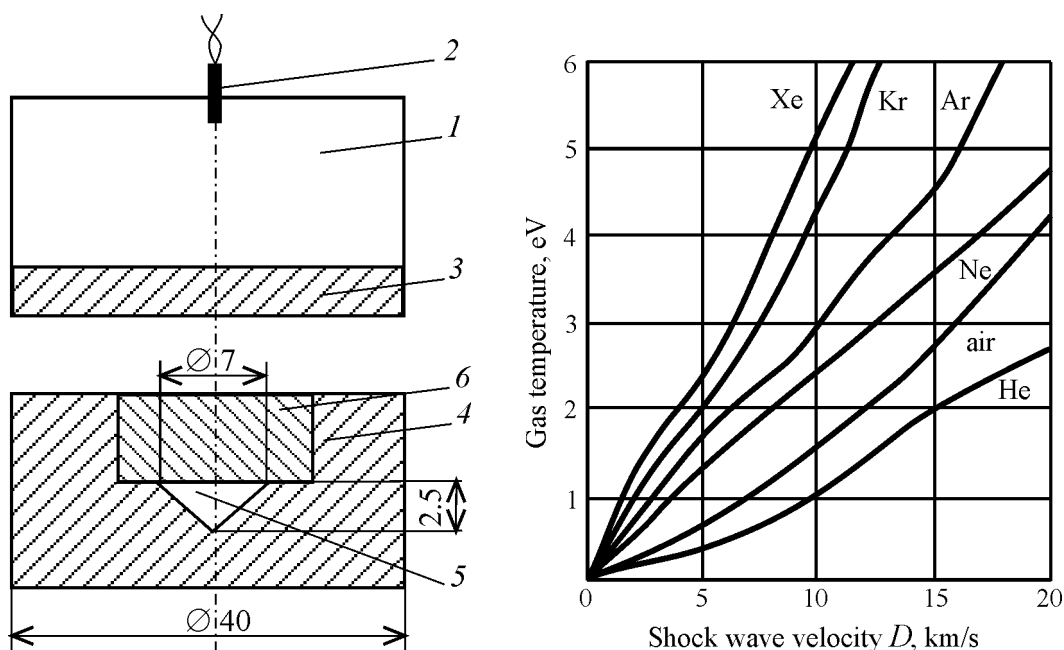 2
1
3
∅ 7
6
4
2.5
5
∅ 40
Gas temperature, eV
6
5
4
3
2
1
Xe
Kr
Ar
Ne
air
He
0
5
10
15
20
Shock wave velocity D, km/s